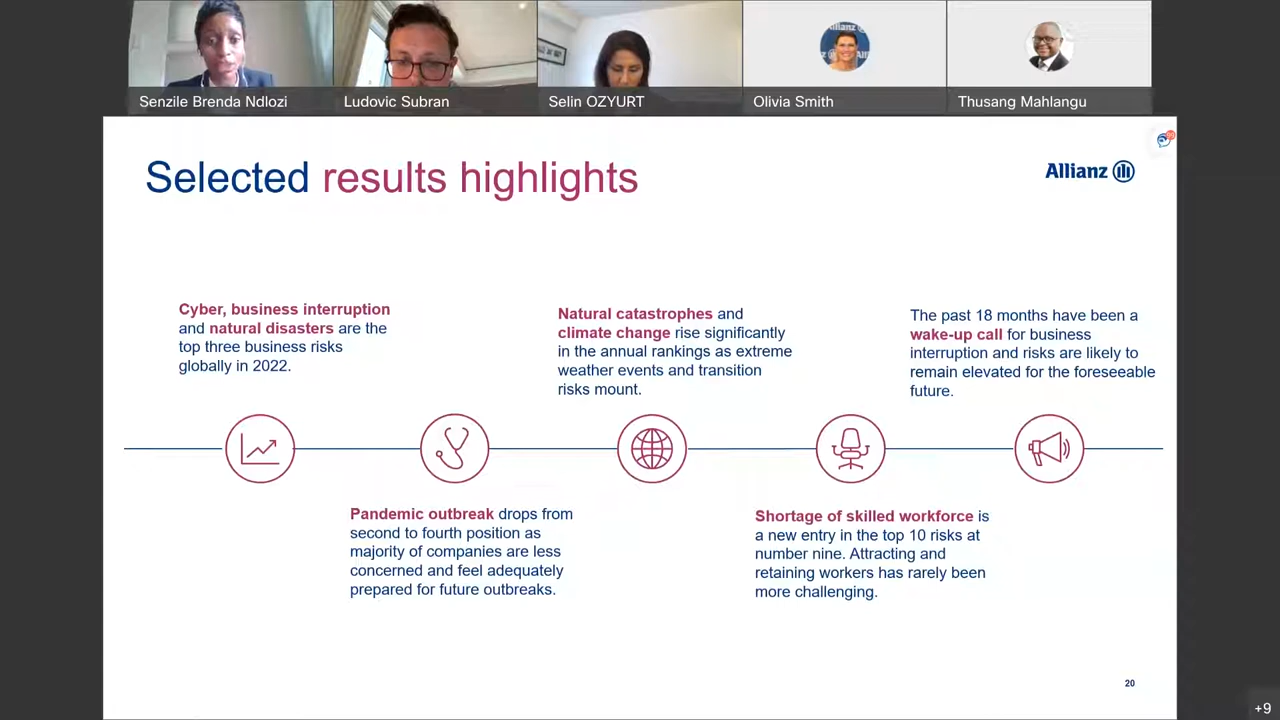 Senzile Brenda Ndlozi
Ludovic Subran
Selin OZYURT
Olivia Smith
Thusang Mahlangu
Selected results highlights
Allianz
Cyber, business interruption
and natural disasters are the
top three business risks
globally in 2022.
Natural catastrophes and
climate change rise significantly
in the annual rankings as extreme
weather events and transition
risks mount.
The past 18 months have been a
wake-up call for business
interruption and risks are likely to
remain elevated for the foreseeable
future.
Pandemic outbreak drops from
second to fourth position as
majority of companies are less
concerned and feel adequately
prepared for future outbreaks.
Shortage of skilled workforce is
a new entry in the top 10 risks at
number nine. Attracting and
retaining workers has rarely been
more challenging.
20
+9